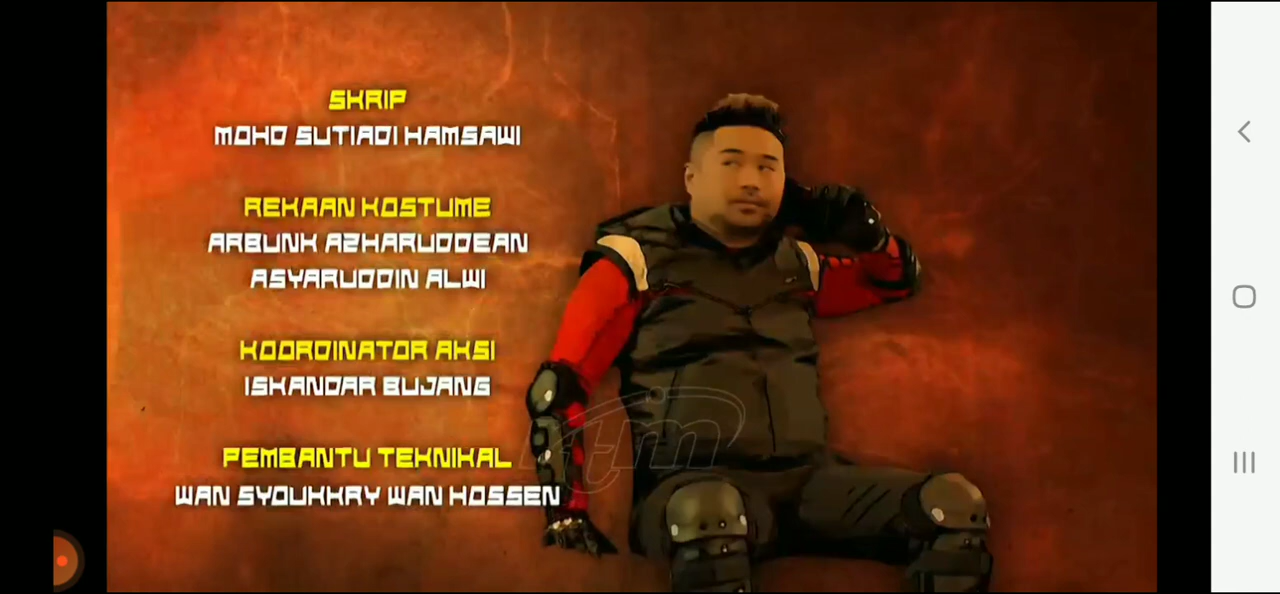 SKRIP
MOHD SUTIADI HAMSAWI
REKAAN KOSTUME
ARBUNK AZHARUDDEAN
ASYARUDDIN ALWI
KOORDINATOR AKSI
ISKANDAR BUJANG
PEMBANTU TEKNIKAL
WAN SYDUKKRY WAN HOSSEN